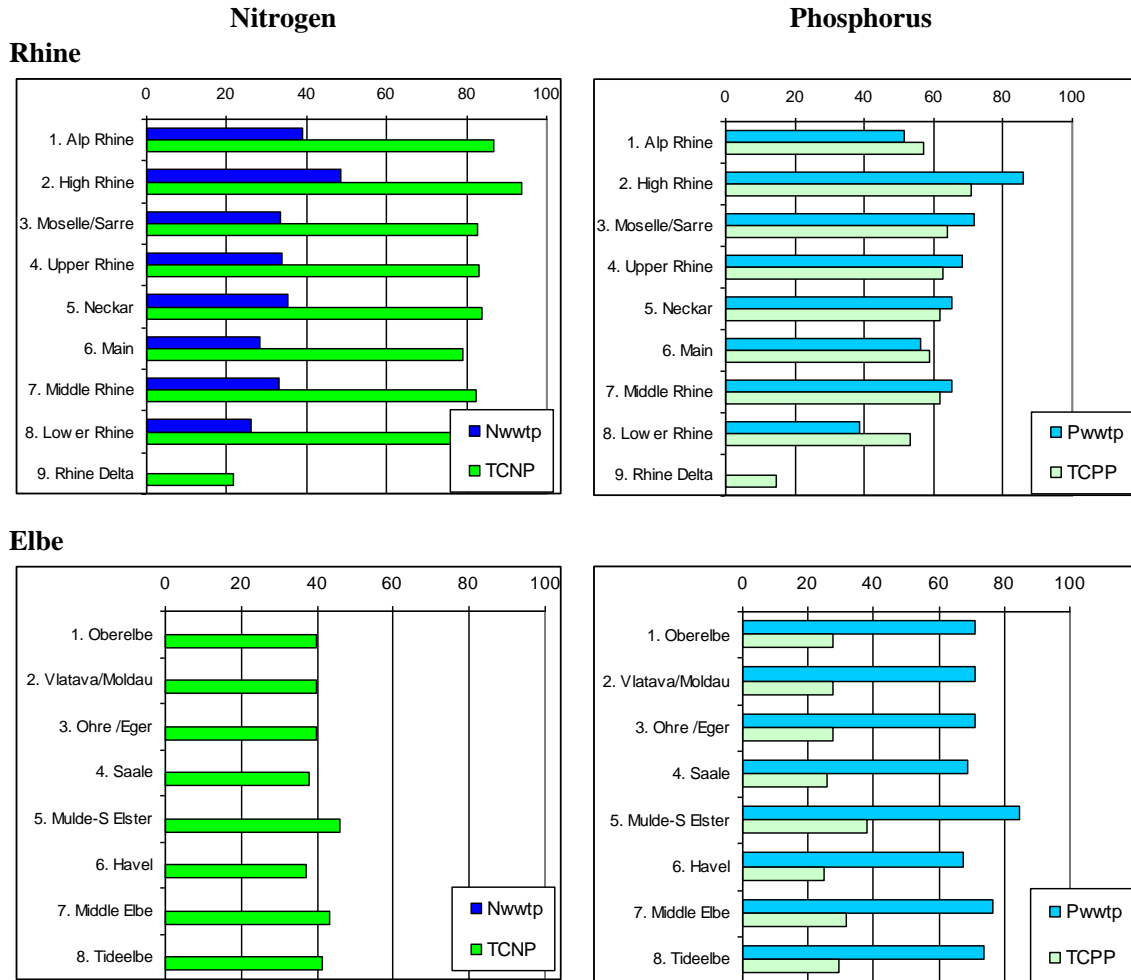 Nitrogen
Phosphorus
Rhine
0 20 40 60 80 100
1. Alp Rhine
2. High Rhine
3. Moselle/Sarre
4. Upper Rhine
5. Neckar
6. Main
7. Middle Rhine
8. Lower Rhine
9. Rhine Delta
Nwwtp
TCNP
0 20 40 60 80 100
1. Alp Rhine
2. High Rhine
3. Moselle/Sarre
4. Upper Rhine
5. Neckar
6. Main
7. Middle Rhine
8. Lower Rhine
9. Rhine Delta
Pwwtp
TCPP
Elbe
0 20 40 60 80 100
1. Oberelbe
2. Vlatava/Moldau
3. Ohre /Eger
4. Saale
5. Mulde-S Elster
6. Havel
7. Middle Elbe
8. Tideelbe
Nwwtp
TCNP
0 20 40 60 80 100
1. Oberelbe
2. Vlatava/Moldau
3. Ohre /Eger
4. Saale
5. Mulde-S Elster
6. Havel
7. Middle Elbe
8. Tideelbe
Pwwtp
TCPP